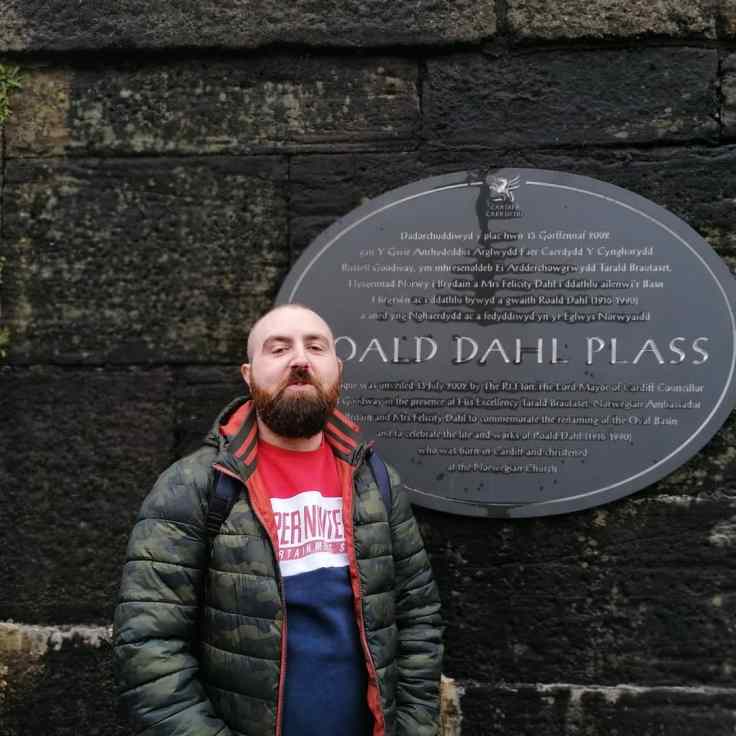 CAERDYDD
CARDIFF
Dadorchuddiwyd y plac hwn 13 Gorffennaf 2002
gan Y Gwir Anrhydeddus Arglwydd Faer Caerdydd Y Cynghorydd
Russell Goodway, ym mhresenoldeb Ei Ardderchowgrwydd Tarald Brautaset,
Llysgennad Norwy i Brydain a Mrs Felicity Dahl i ddathlu ailenwi'r Basn
Hirgrwn ac i ddathlu bywyd a gwaith Roald Dahl (1916-1990)
a aned yng Nghaerdydd ac a fedyddiwyd yn yr Eglwys Norwyaidd
OALD DAHL PLASS
que was unveiled 13 July 2002 by The Rt Hon. The Lord Mayor of Cardiff Councillor
Goodway in the presence of His Excellency Tarald Brautaset, Norwegian Ambassador
Britain and Mrs Felicity Dahl to commemorate the renaming of the Oval Basin
and to celebrate the life and works of Roald Dahl (1916-1990)
who was born in Cardiff and christened
at the Norwegian Church